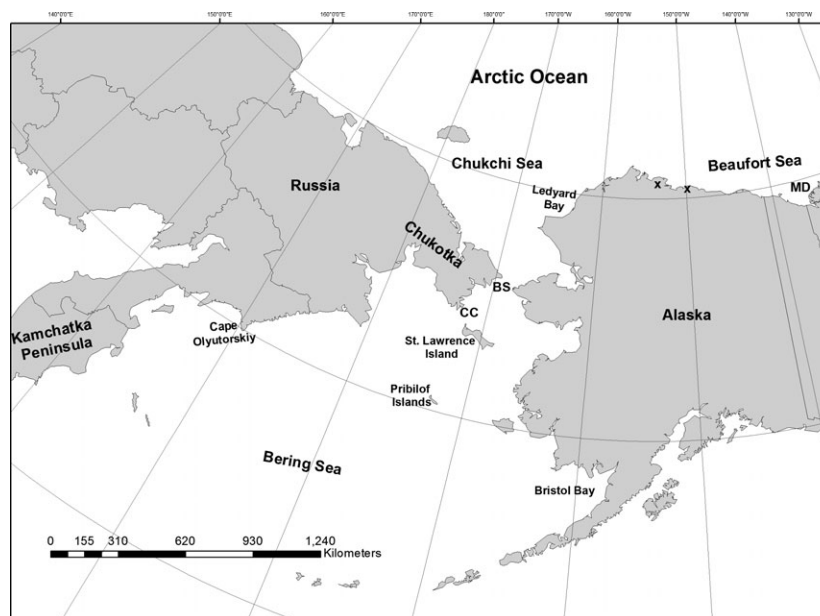 140°0'0"E
150°0'0"E
160°0'0"E
170°0'0"E
180°0'0"E
170°0'0"W
160°0'0"W
150°0'0"W
140°0'0"W
130°0'0"W
Arctic Ocean
Chukchi Sea
Beaufort Sea
Russia
Ledyard
Bay
x
x
MD
Chukotka
BS
CC
Alaska
Kamchatka
Peninsula
Cape
Olyutorskiy
St. Lawrence
Island
Pribilof
Islands
Bering Sea
Bristol Bay
0 155 310 620 930 1,240
Kilometers